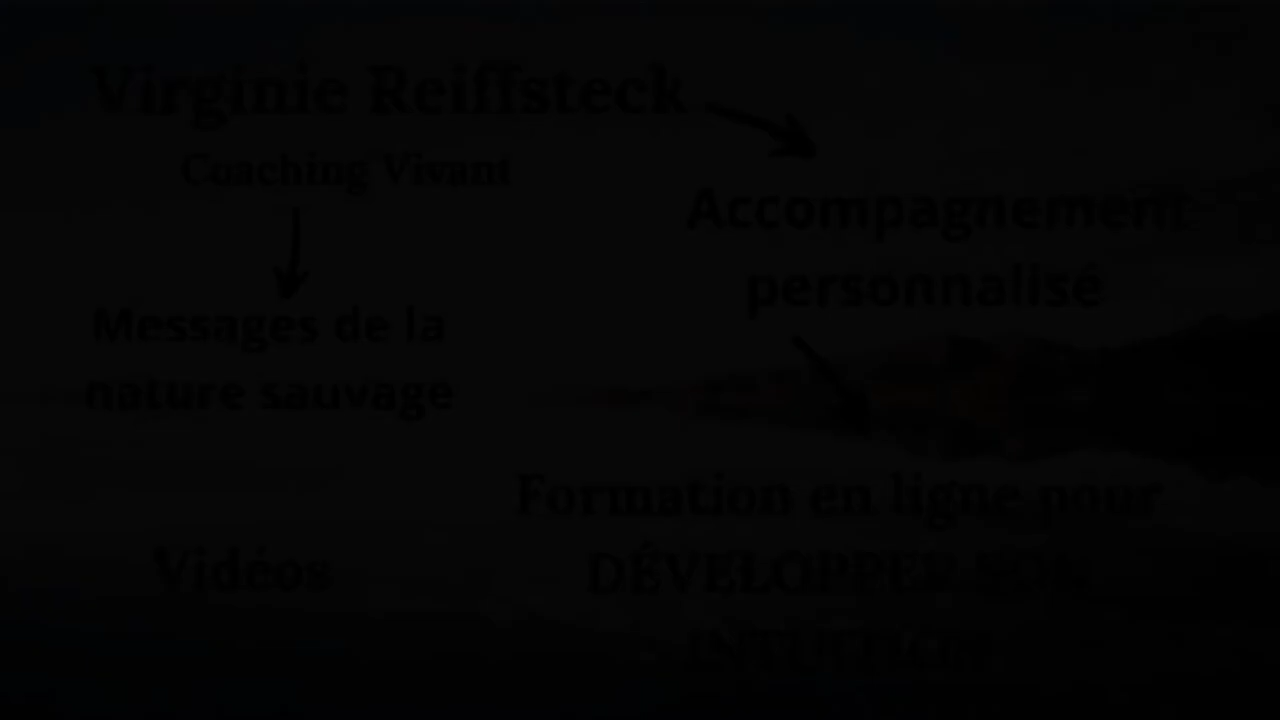 Virginie Reiffsteck
Coaching Vivant
Accompagnement
personnalisé
Messages de la
nature sauvage
Formation en ligne pour
Vidéos
DÉVELOPPER SON
INTUITION